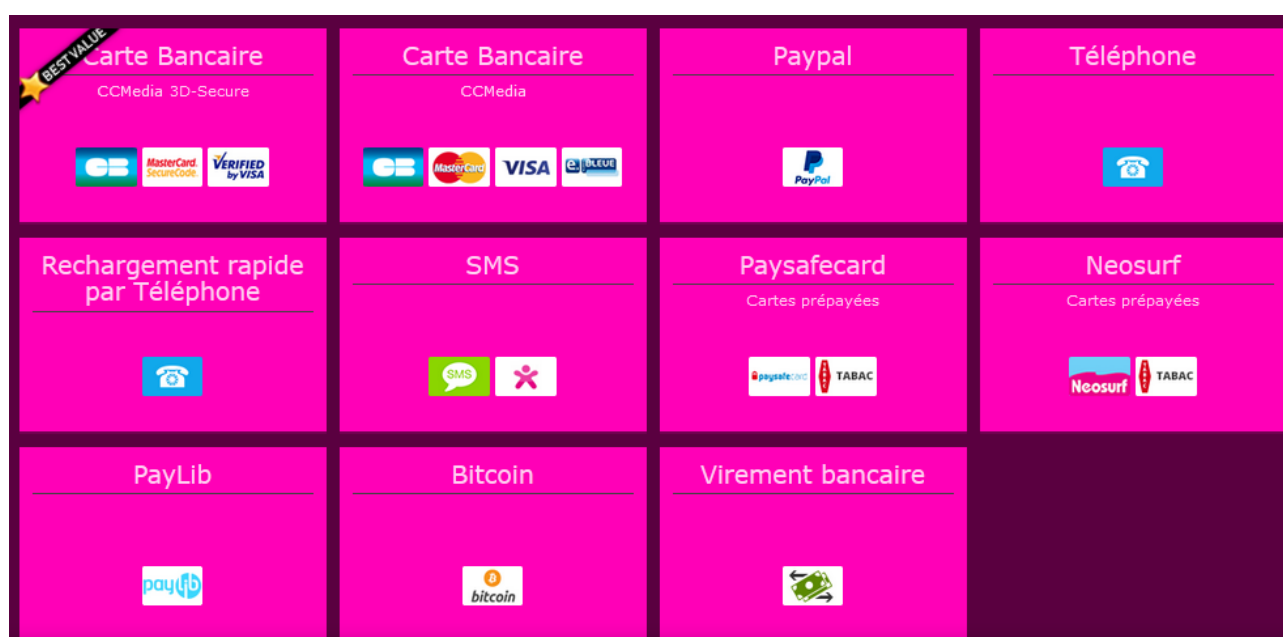 BEST VALUE
Carte Bancaire
CCMedia 3D-Secure
MasterCard.
SecureCode.
VERIFIED
by VISA
Carte Bancaire
CCMedia
MasterCard
VISA
e. BLEUE
Paypal
PayPal
Téléphone
Rechargement rapide
par Téléphone
SMS
SMS
Paysafecard
Cartes prépayées
paysafecard
TABAC
Neosurf
Cartes prépayées
Neosurf
TABAC
PayLib
paylib
Bitcoin
bitcoin
Virement bancaire